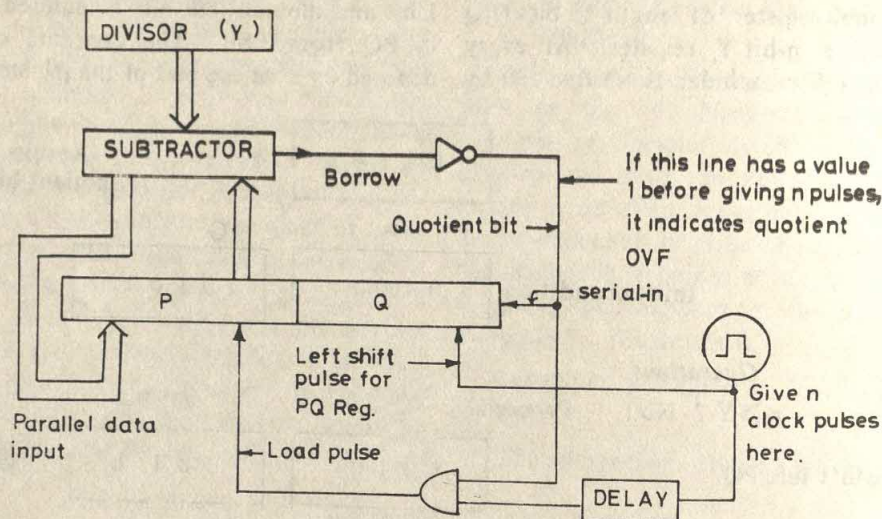 DIVISOR (Y)
SUBTRACTOR
Borrow
If this line has a value
1 before giving n pulses,
it indicates quotient
OVF
Quotient bit
P
Q
serial-in
Left shift
pulse for
PQ Reg.
Parallel data
input
Load pulse
Given n
clock pulses
here.
DELAY